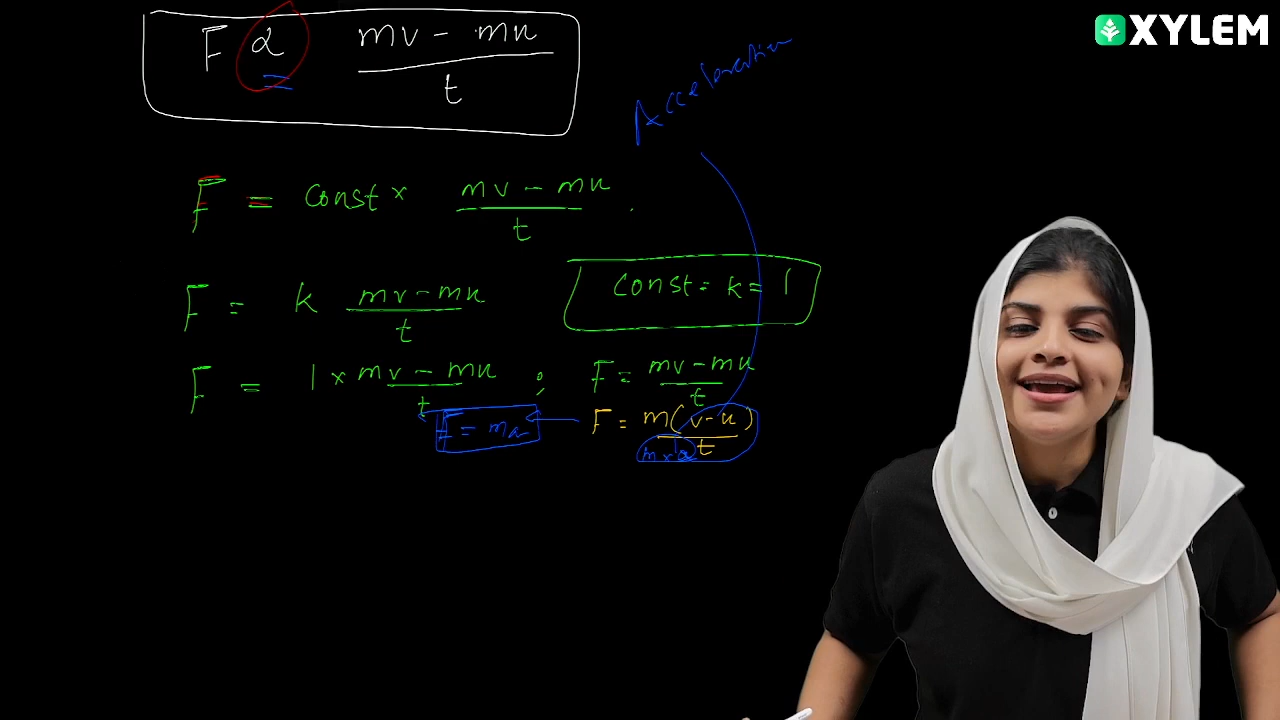 XYLEM
F α (mv - mu)/t
Acceleration
F = const × (mv - mu)/t
F = k (mv - mu)/t
const = k = 1
F = 1 × (mv - mu)/t ; F = (mv - mu)/t
F = ma
F = m(v-u)/t
m × a